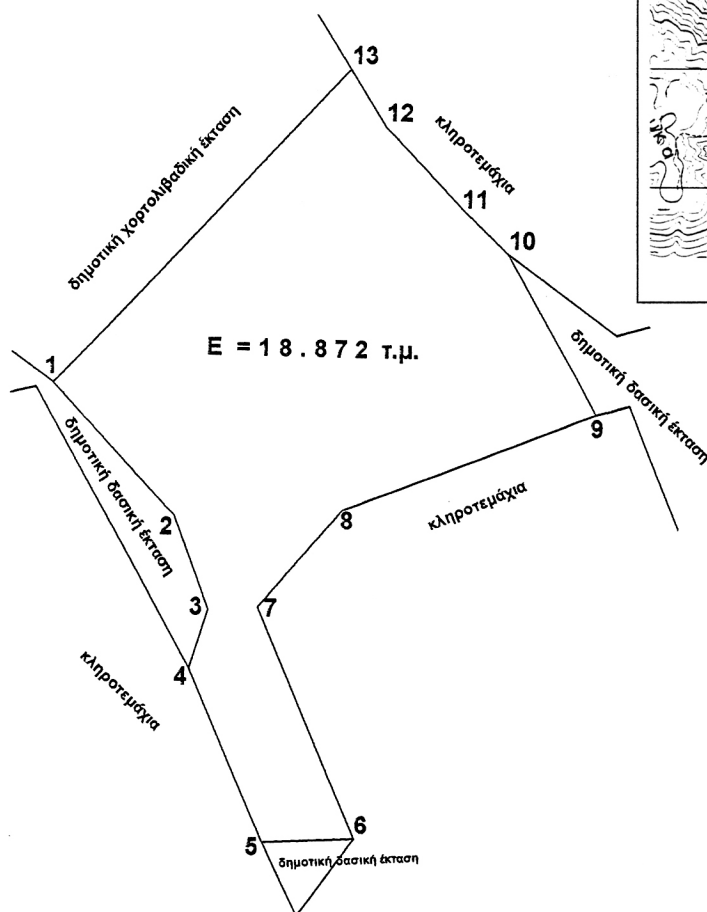 13
12
κληροτεμάχια
δημοτική χορτολιβαδική έκταση
11
10
E = 18.872 τ.μ.
1
δημοτική δασική έκταση
9
δημοτική δασική έκταση
8
κληροτεμάχια
2
3
7
4
κληροτεμάχια
6
5
δημοτική δασική έκταση